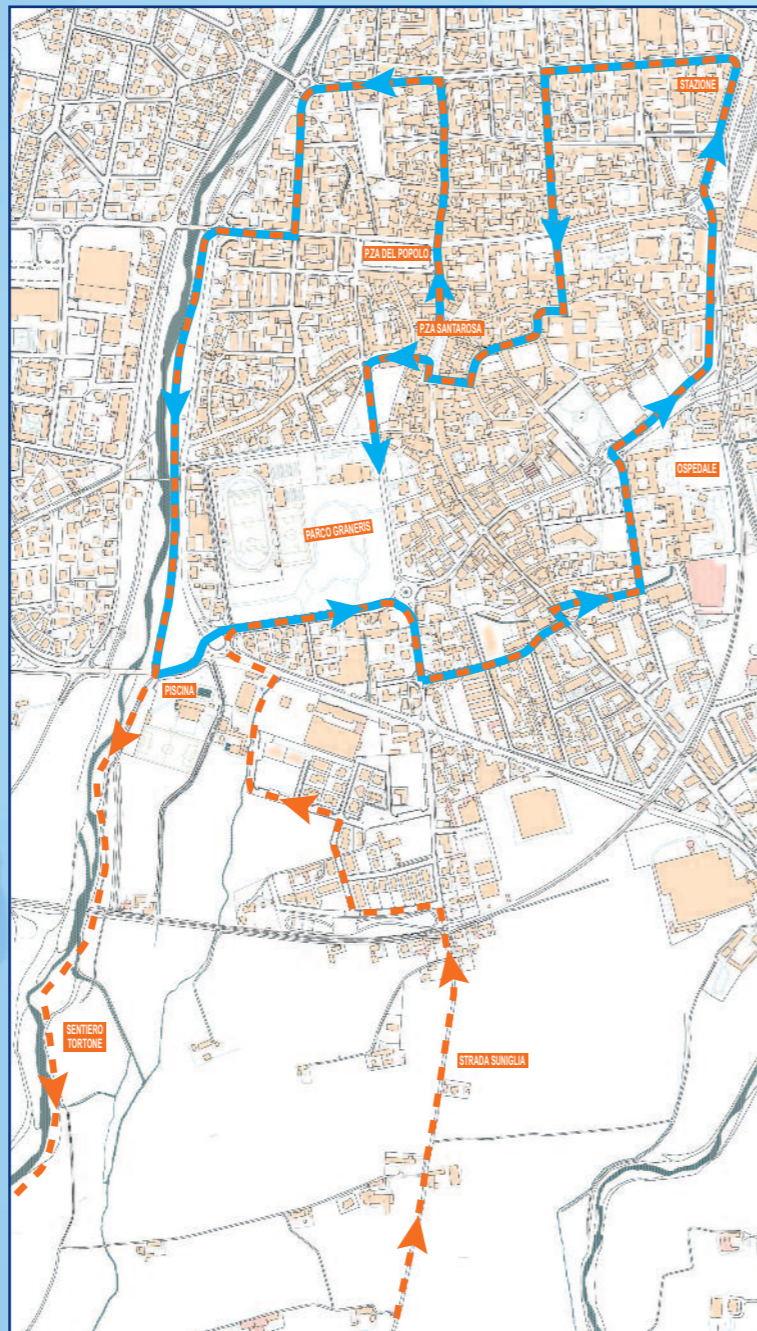 STAZIONE
P.ZA DEL POPOLO
P.ZA SANTAROSA
OSPEDALE
PARCO GRANERIS
PISCINA
SENTIERO
TORTONE
STRADA SUNIGLIA